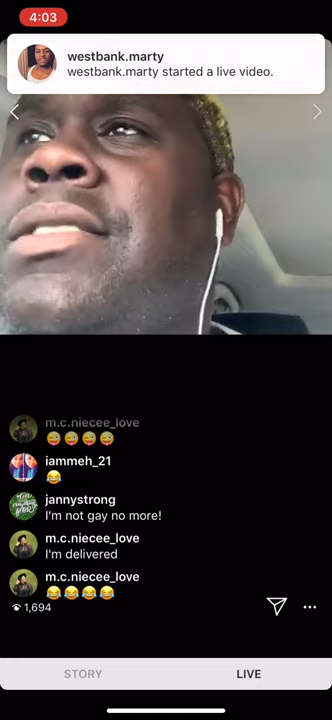 4:03
westbank.marty
westbank.marty started a live video.
m.c.niecee_love
😜😜😜😜
iammeh_21
😂
jannystrong
I'm not gay no more!
m.c.niecee_love
I'm delivered
m.c.niecee_love
😂😂😂😂
1,694
STORY LIVE